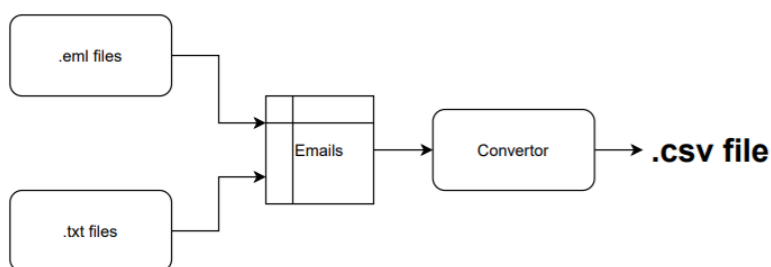 .eml files
.txt files
Emails
Convertor
.csv file